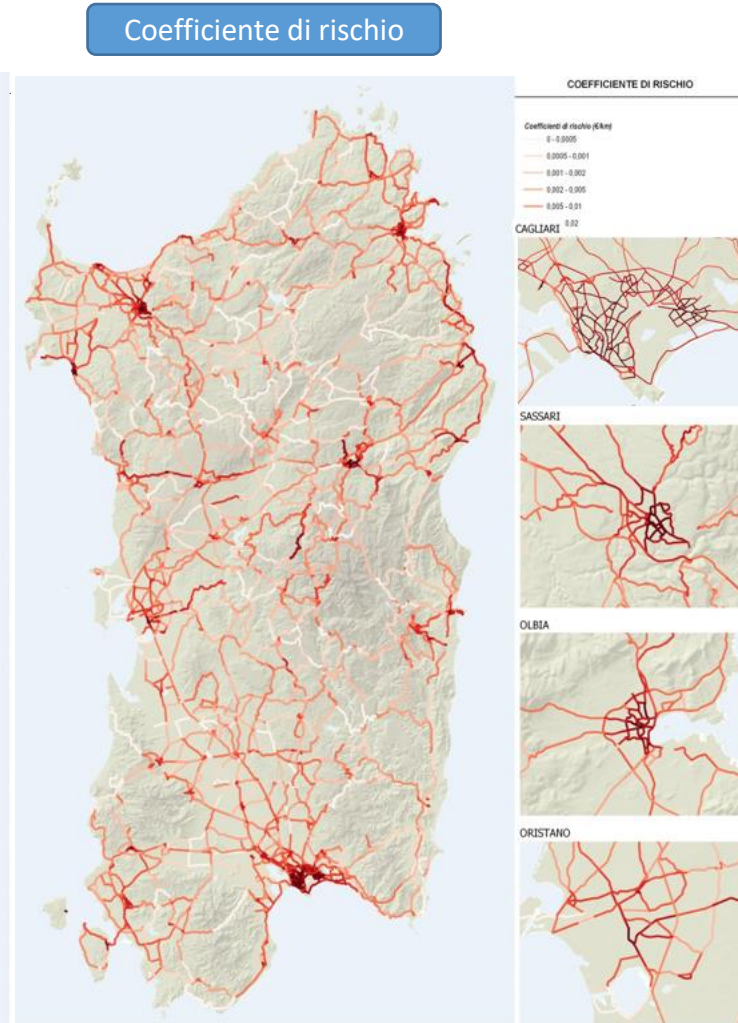 Coefficiente di rischio
COEFFICIENTE DI RISCHIO
Coefficienti di rischio (€/km)
0 - 0,0005
0,0005 - 0,001
0,001 - 0,002
0,002 - 0,005
0,005 - 0,01
0,02
CAGLIARI
SASSARI
OLBIA
ORISTANO